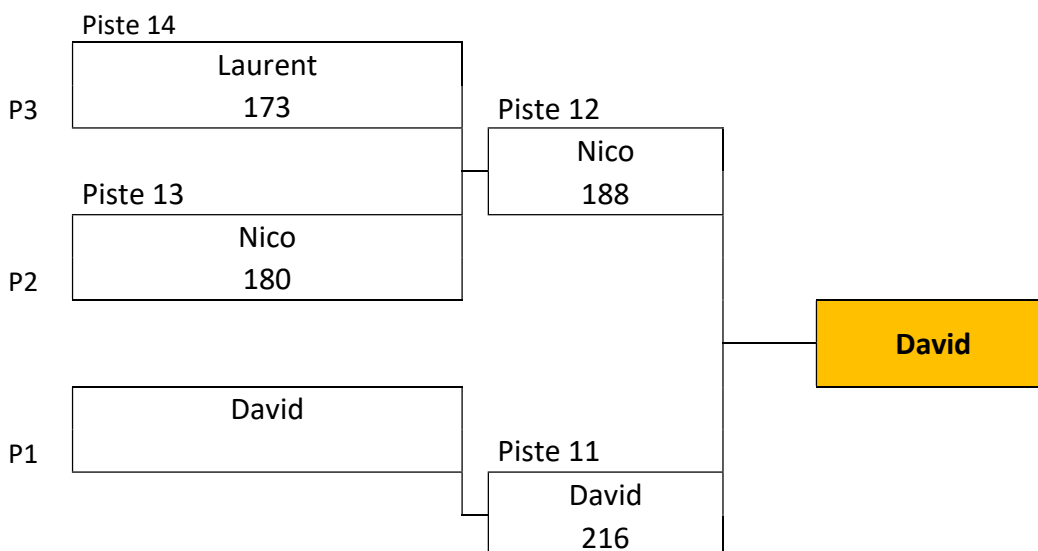 Piste 14
Laurent
P3
173
Piste 12
Nico
188
Piste 13
Nico
P2
180
David
David
P1
Piste 11
David
216